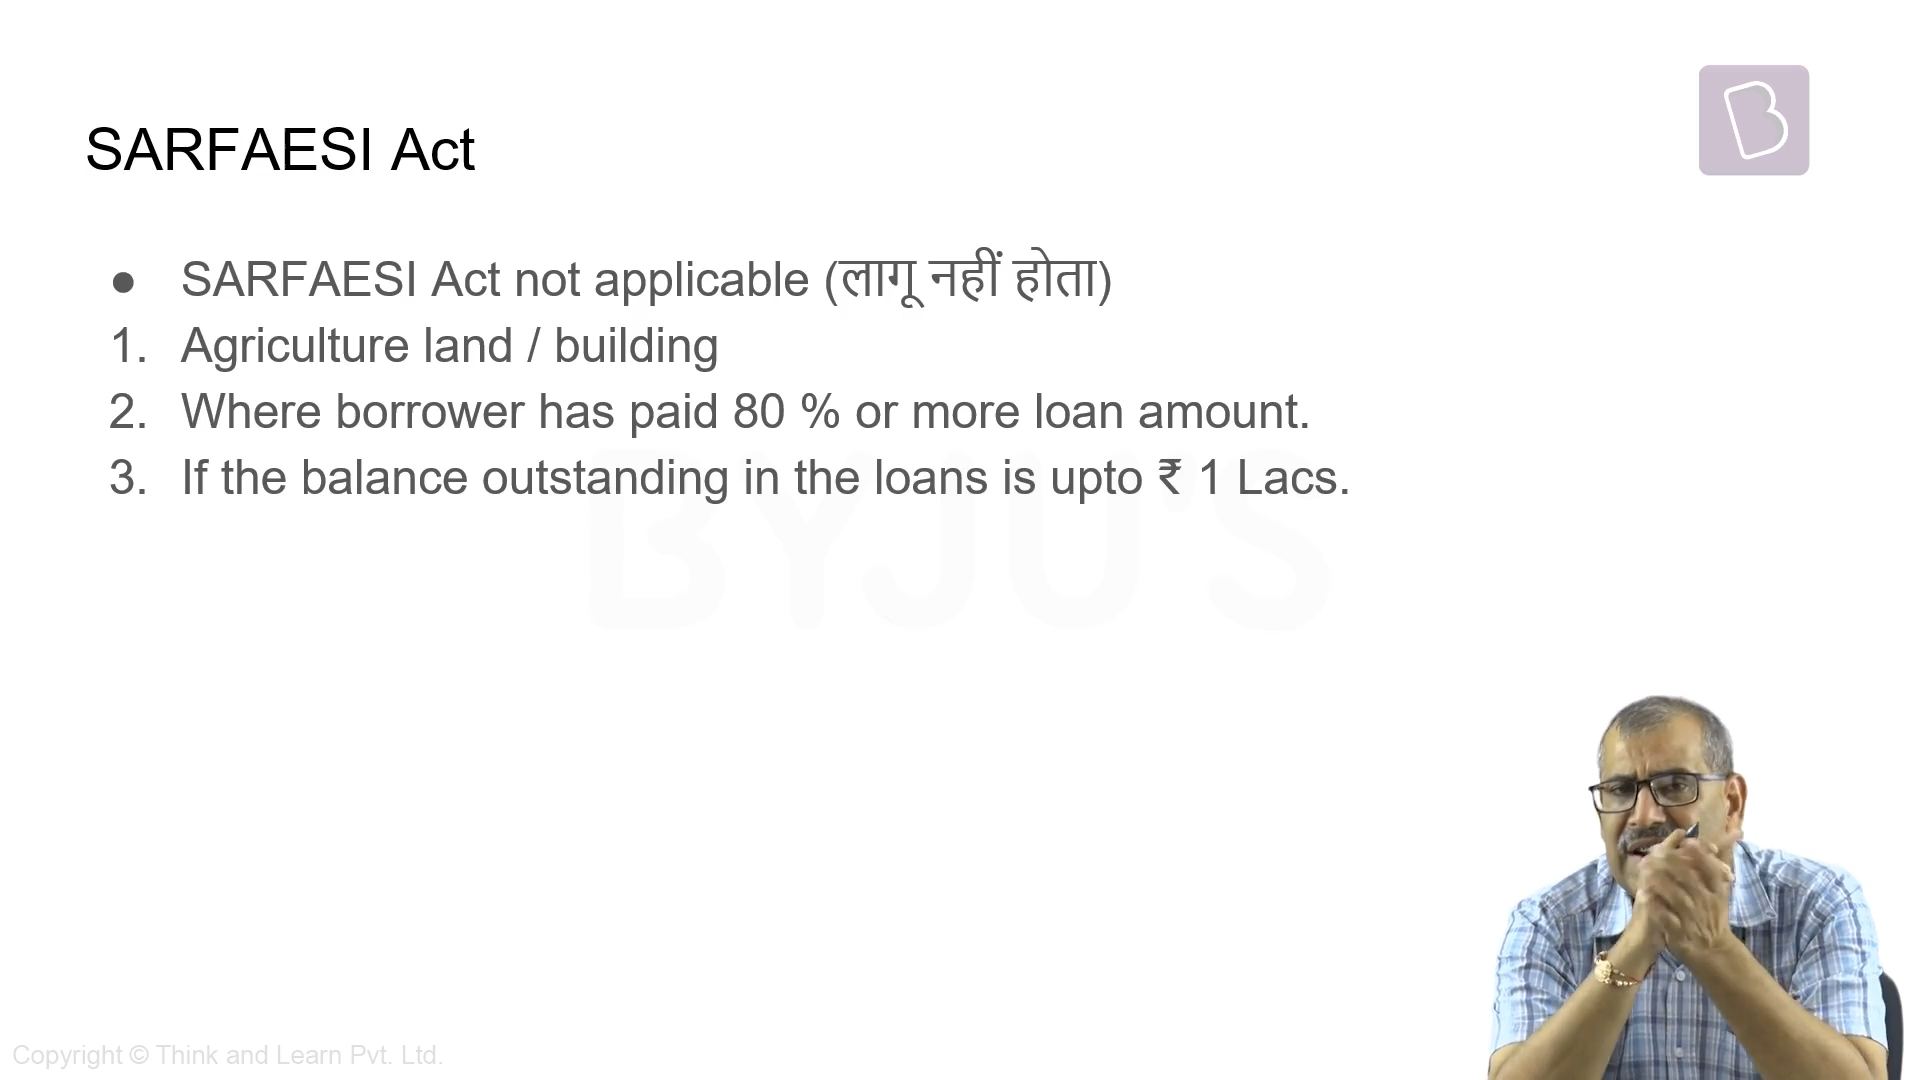 SARFAESI Act
● SARFAESI Act not applicable (लागू नहीं होता)
1. Agriculture land / building
2. Where borrower has paid 80 % or more loan amount.
3. If the balance outstanding in the loans is upto ₹ 1 Lacs.
BYJU'S
Copyright © Think and Learn Pvt. Ltd.